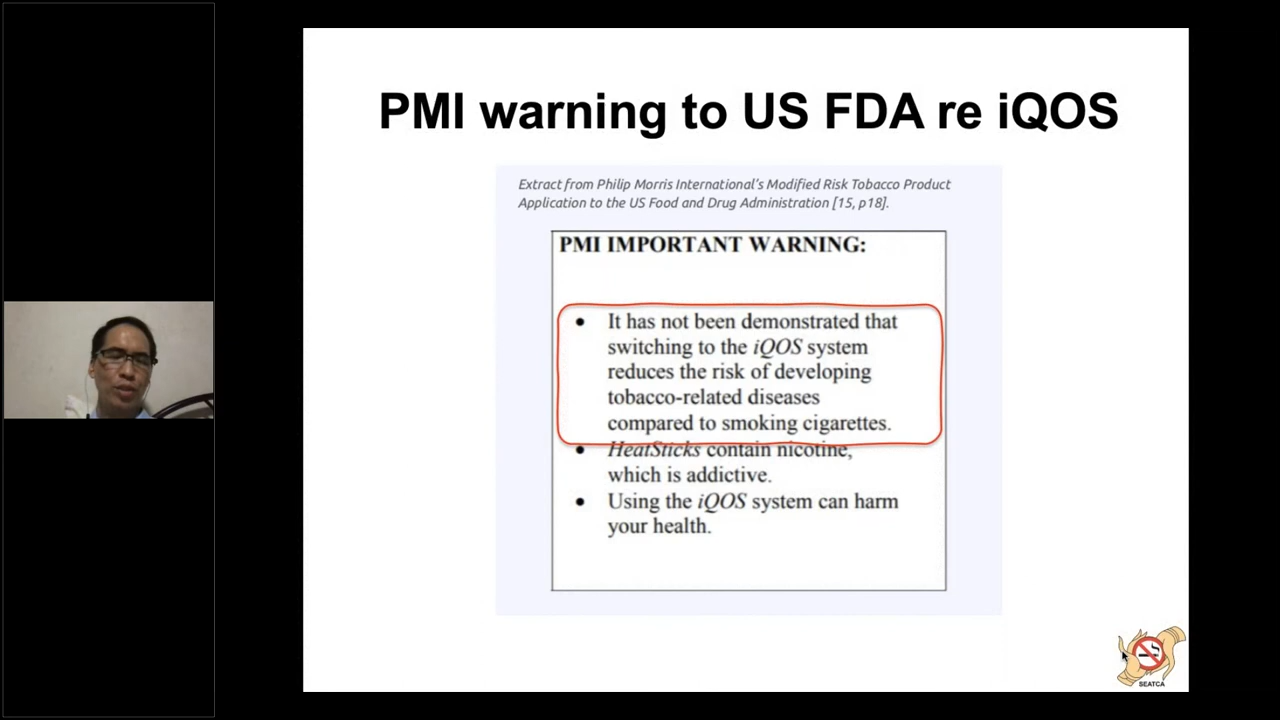 PMI warning to US FDA re iQOS
Extract from Philip Morris International's Modified Risk Tobacco Product
Application to the US Food and Drug Administration [15, p18].
PMI IMPORTANT WARNING:
• It has not been demonstrated that
switching to the iQOS system
reduces the risk of developing
tobacco-related diseases
compared to smoking cigarettes.
• HeatSticks contain nicotine,
which is addictive.
• Using the iQOS system can harm
your health.
SEATCA